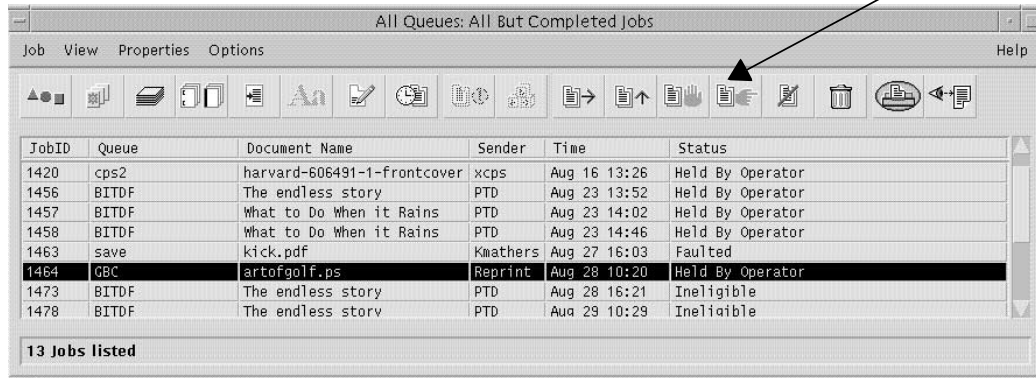 All Queues: All But Completed Jobs
Job View Properties Options Help
Aa
JobID Queue Document Name Sender Time Status
1420 cps2 harvard-606491-1-frontcover xcps Aug 16 13:26 Held By Operator
1456 BITDF The endless story PTD Aug 23 13:52 Held By Operator
1457 BITDF What to Do When it Rains PTD Aug 23 14:02 Held By Operator
1458 BITDF What to Do When it Rains PTD Aug 23 14:46 Held By Operator
1463 save kick.pdf Kmathers Aug 27 16:03 Faulted
1464 GBC artofgolf.ps Reprint Aug 28 10:20 Held By Operator
1473 BITDF The endless story PTD Aug 28 16:21 Ineligible
1478 BITDF The endless story PTD Aug 29 10:29 Ineligible
13 Jobs listed